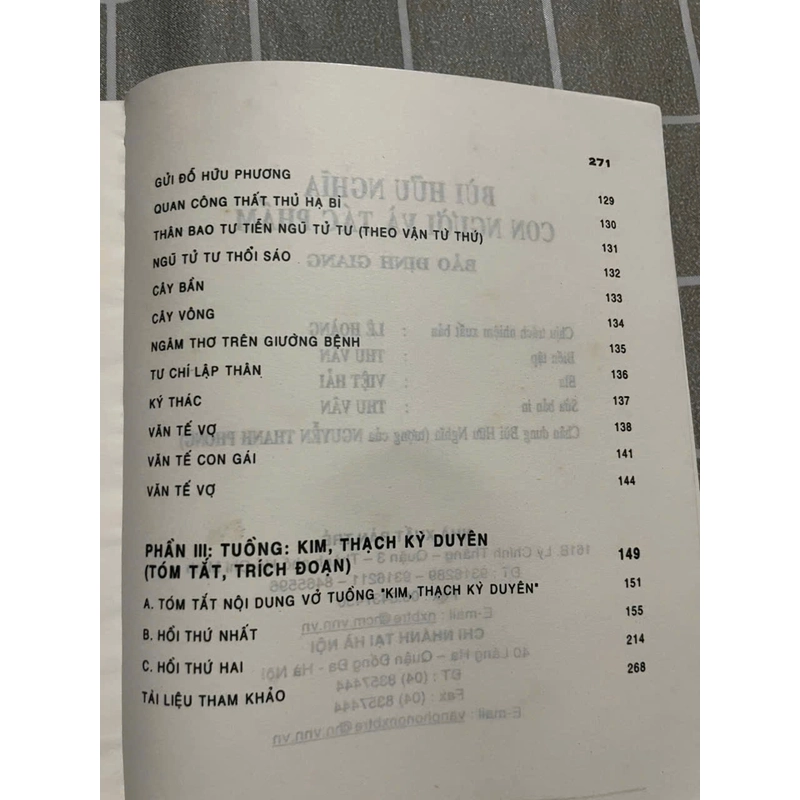 271
GỬI ĐỖ HỮU PHƯƠNG 129
QUAN CÔNG THẤT THỦ HẠ BÌ 130
THÂN BAO TƯ TIỄN NGŨ TỬ TƯ (THEO VẬN TỪ THỨ) 131
NGŨ TỬ TƯ THỔI SÁO 132
CÂY BẦN 133
CÂY VÔNG 134
NGÂM THƠ TRÊN GIƯỜNG BỆNH 135
TƯ CHÍ LẬP THÂN 136
KÝ THÁC 137
VĂN TẾ VỢ 138
VĂN TẾ CON GÁI 141
VĂN TẾ VỢ 144
PHẦN III: TUỒNG: KIM, THẠCH KỲ DUYÊN 149
(TÓM TẮT, TRÍCH ĐOẠN)
A. TÓM TẮT NỘI DUNG VỞ TUỒNG "KIM, THẠCH KỲ DUYÊN" 151
B. HỒI THỨ NHẤT 155
C. HỒI THỨ HAI 214
TÀI LIỆU THAM KHẢO 268